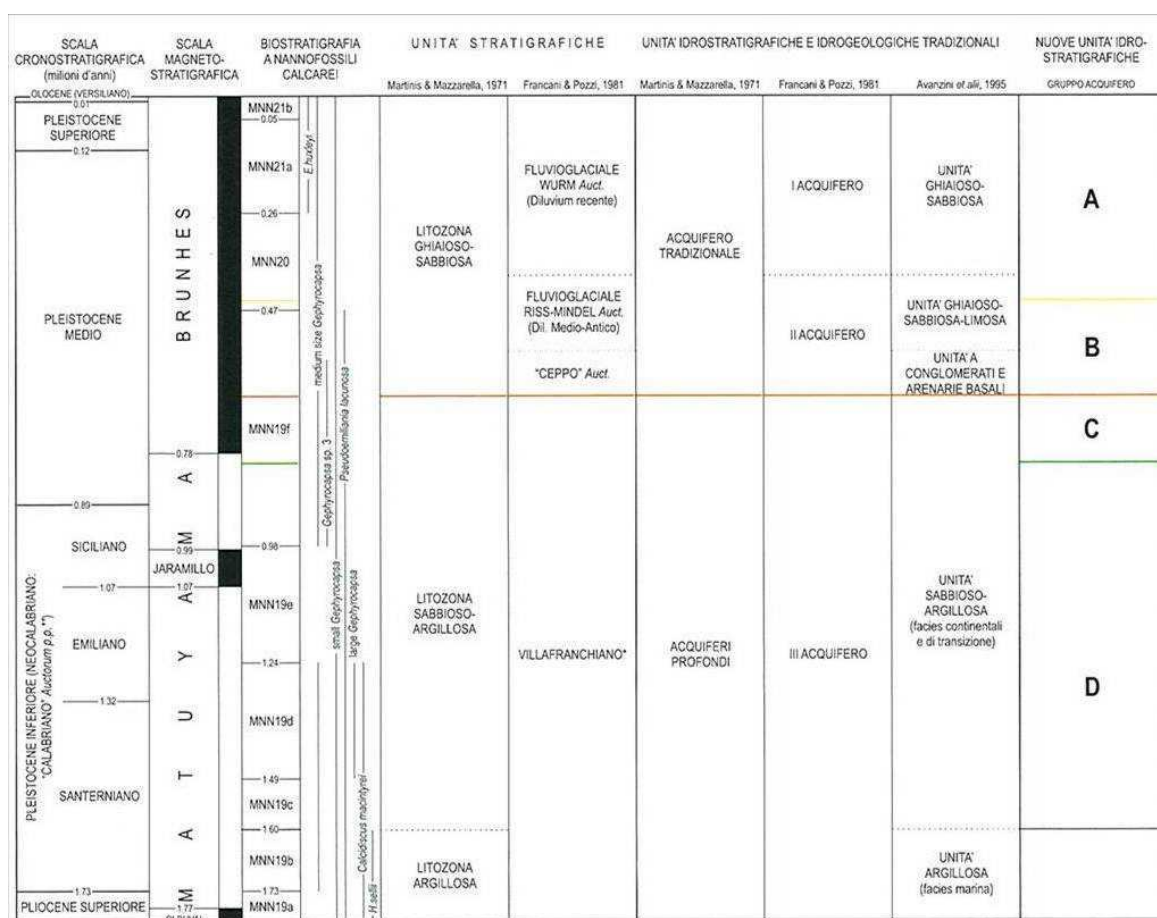 SCALA
CRONOSTRATIGRAFICA
(milioni d'anni)
SCALA
MAGNETO-
STRATIGRAFICA
BIOSTRATIGRAFIA
A NANNOFOSSILI
CALCAREI
UNITA' STRATIGRAFICHE
UNITA' IDROSTRATIGRAFICHE E IDROGEOLOGICHE TRADIZIONALI
NUOVE UNITA' IDRO-
STRATIGRAFICHE
Martinis & Mazzarella, 1971
Francani & Pozzi, 1981
Martinis & Mazzarella, 1971
Francani & Pozzi, 1981
Avanzini et alii, 1995
GRUPPO ACQUIFERO
OLOCENE (VERSILIANO)
0.01
PLEISTOCENE
SUPERIORE
0.12
PLEISTOCENE
MEDIO
0.89
PLEISTOCENE INFERIORE (NEOCALABRIANO:
"CALABRIANO" Auctorum p.p.**)
SICILIANO
1.07
EMILIANO
1.32
SANTERNIANO
1.73
PLIOCENE SUPERIORE
BRUNHES
0.78
MATUYAMA
0.99
JARAMILLO
1.07
1.77
MNN21b
0.05
MNN21a
0.26
MNN20
0.47
MNN19f
0.98
MNN19e
1.24
MNN19d
1.49
MNN19c
1.60
MNN19b
1.73
MNN19a
E.huxleyi
medium size Gephyrocapsa
Gephyrocapsa sp. 3
Pseudoemiliania lacunosa
small Gephyrocapsa
large Gephyrocapsa
Calcidiscus macintyrei
H.sellii
LITOZONA
GHIAIOSO-
SABBIOSA
LITOZONA
SABBIOSO-
ARGILLOSA
LITOZONA
ARGILLOSA
FLUVIOGLACIALE
WURM Auct.
(Diluvium recente)
FLUVIOGLACIALE
RISS-MINDEL Auct.
(Dil. Medio-Antico)
"CEPPO" Auct.
VILLAFRANCHIANO*
ACQUIFERO
TRADIZIONALE
ACQUIFERI
PROFONDI
I ACQUIFERO
II ACQUIFERO
III ACQUIFERO
UNITA'
GHIAIOSO-
SABBIOSA
UNITA' GHIAIOSO-
SABBIOSA-LIMOSA
UNITA' A
CONGLOMERATI E
ARENARIE BASALI
UNITA'
SABBIOSO-
ARGILLOSA
(facies continentali
e di transizione)
UNITA'
ARGILLOSA
(facies marina)
A
B
C
D